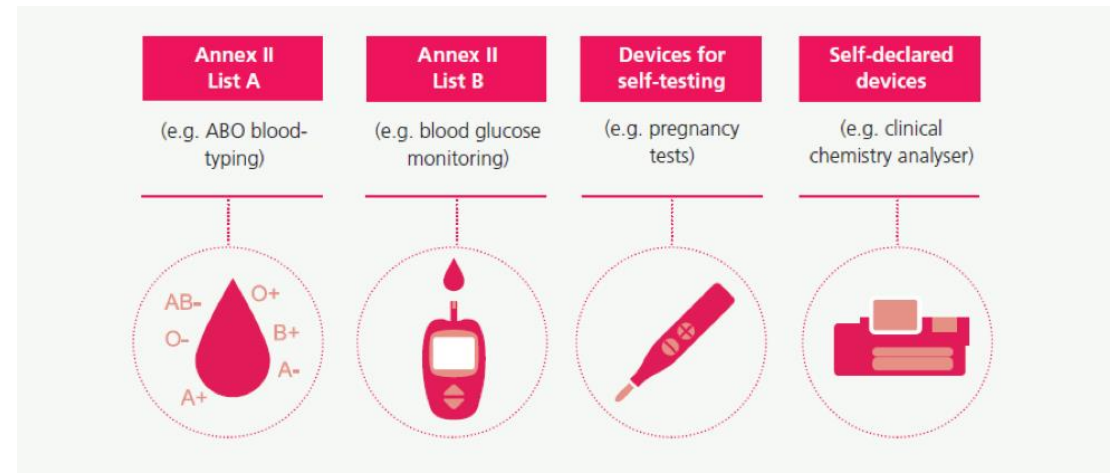 Annex II
List A
(e.g. ABO blood-
typing)
Annex II
List B
(e.g. blood glucose
monitoring)
Devices for
self-testing
(e.g. pregnancy
tests)
Self-declared
devices
(e.g. clinical
chemistry analyser)
AB-
O+
O-
B+
A-
A+